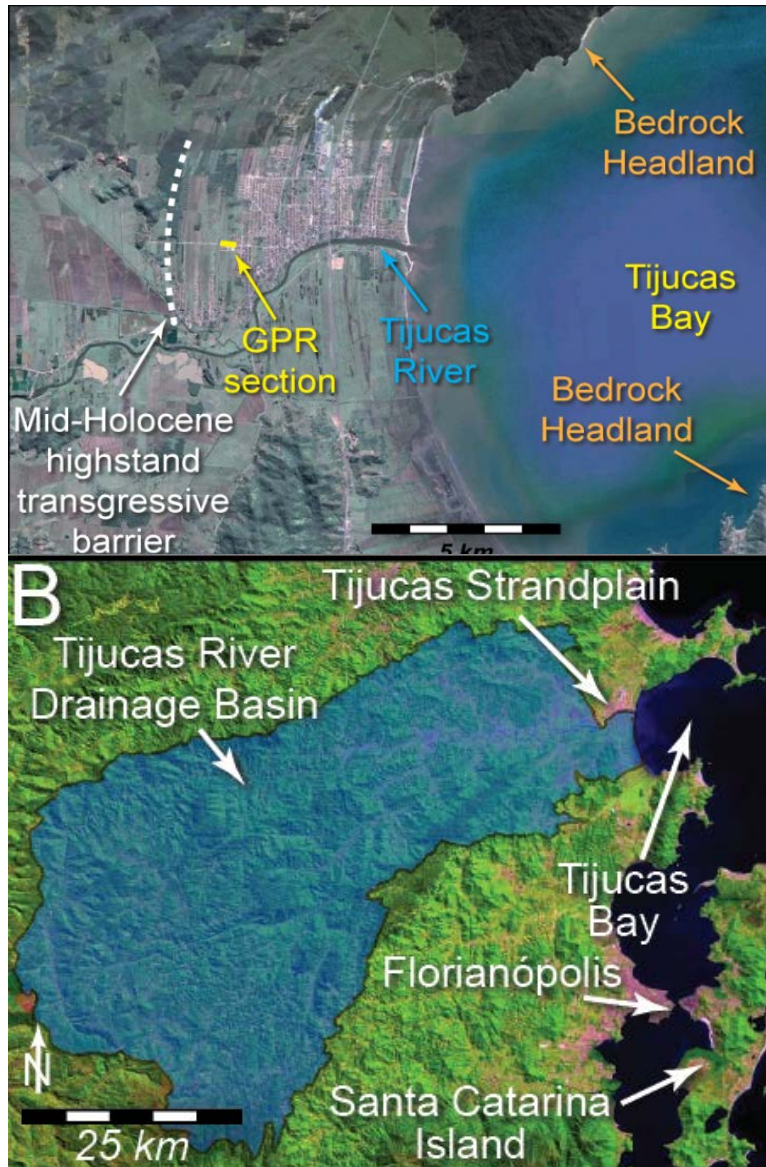 Bedrock
Headland
Tijucas
Bay
GPR
section
Tijucas
River
Bedrock
Headland
Mid-Holocene
highstand
transgressive
barrier
5 km
B
Tijucas Strandplain
Tijucas River
Drainage Basin
Tijucas
Bay
Florianópolis
N
Santa Catarina
Island
25 km